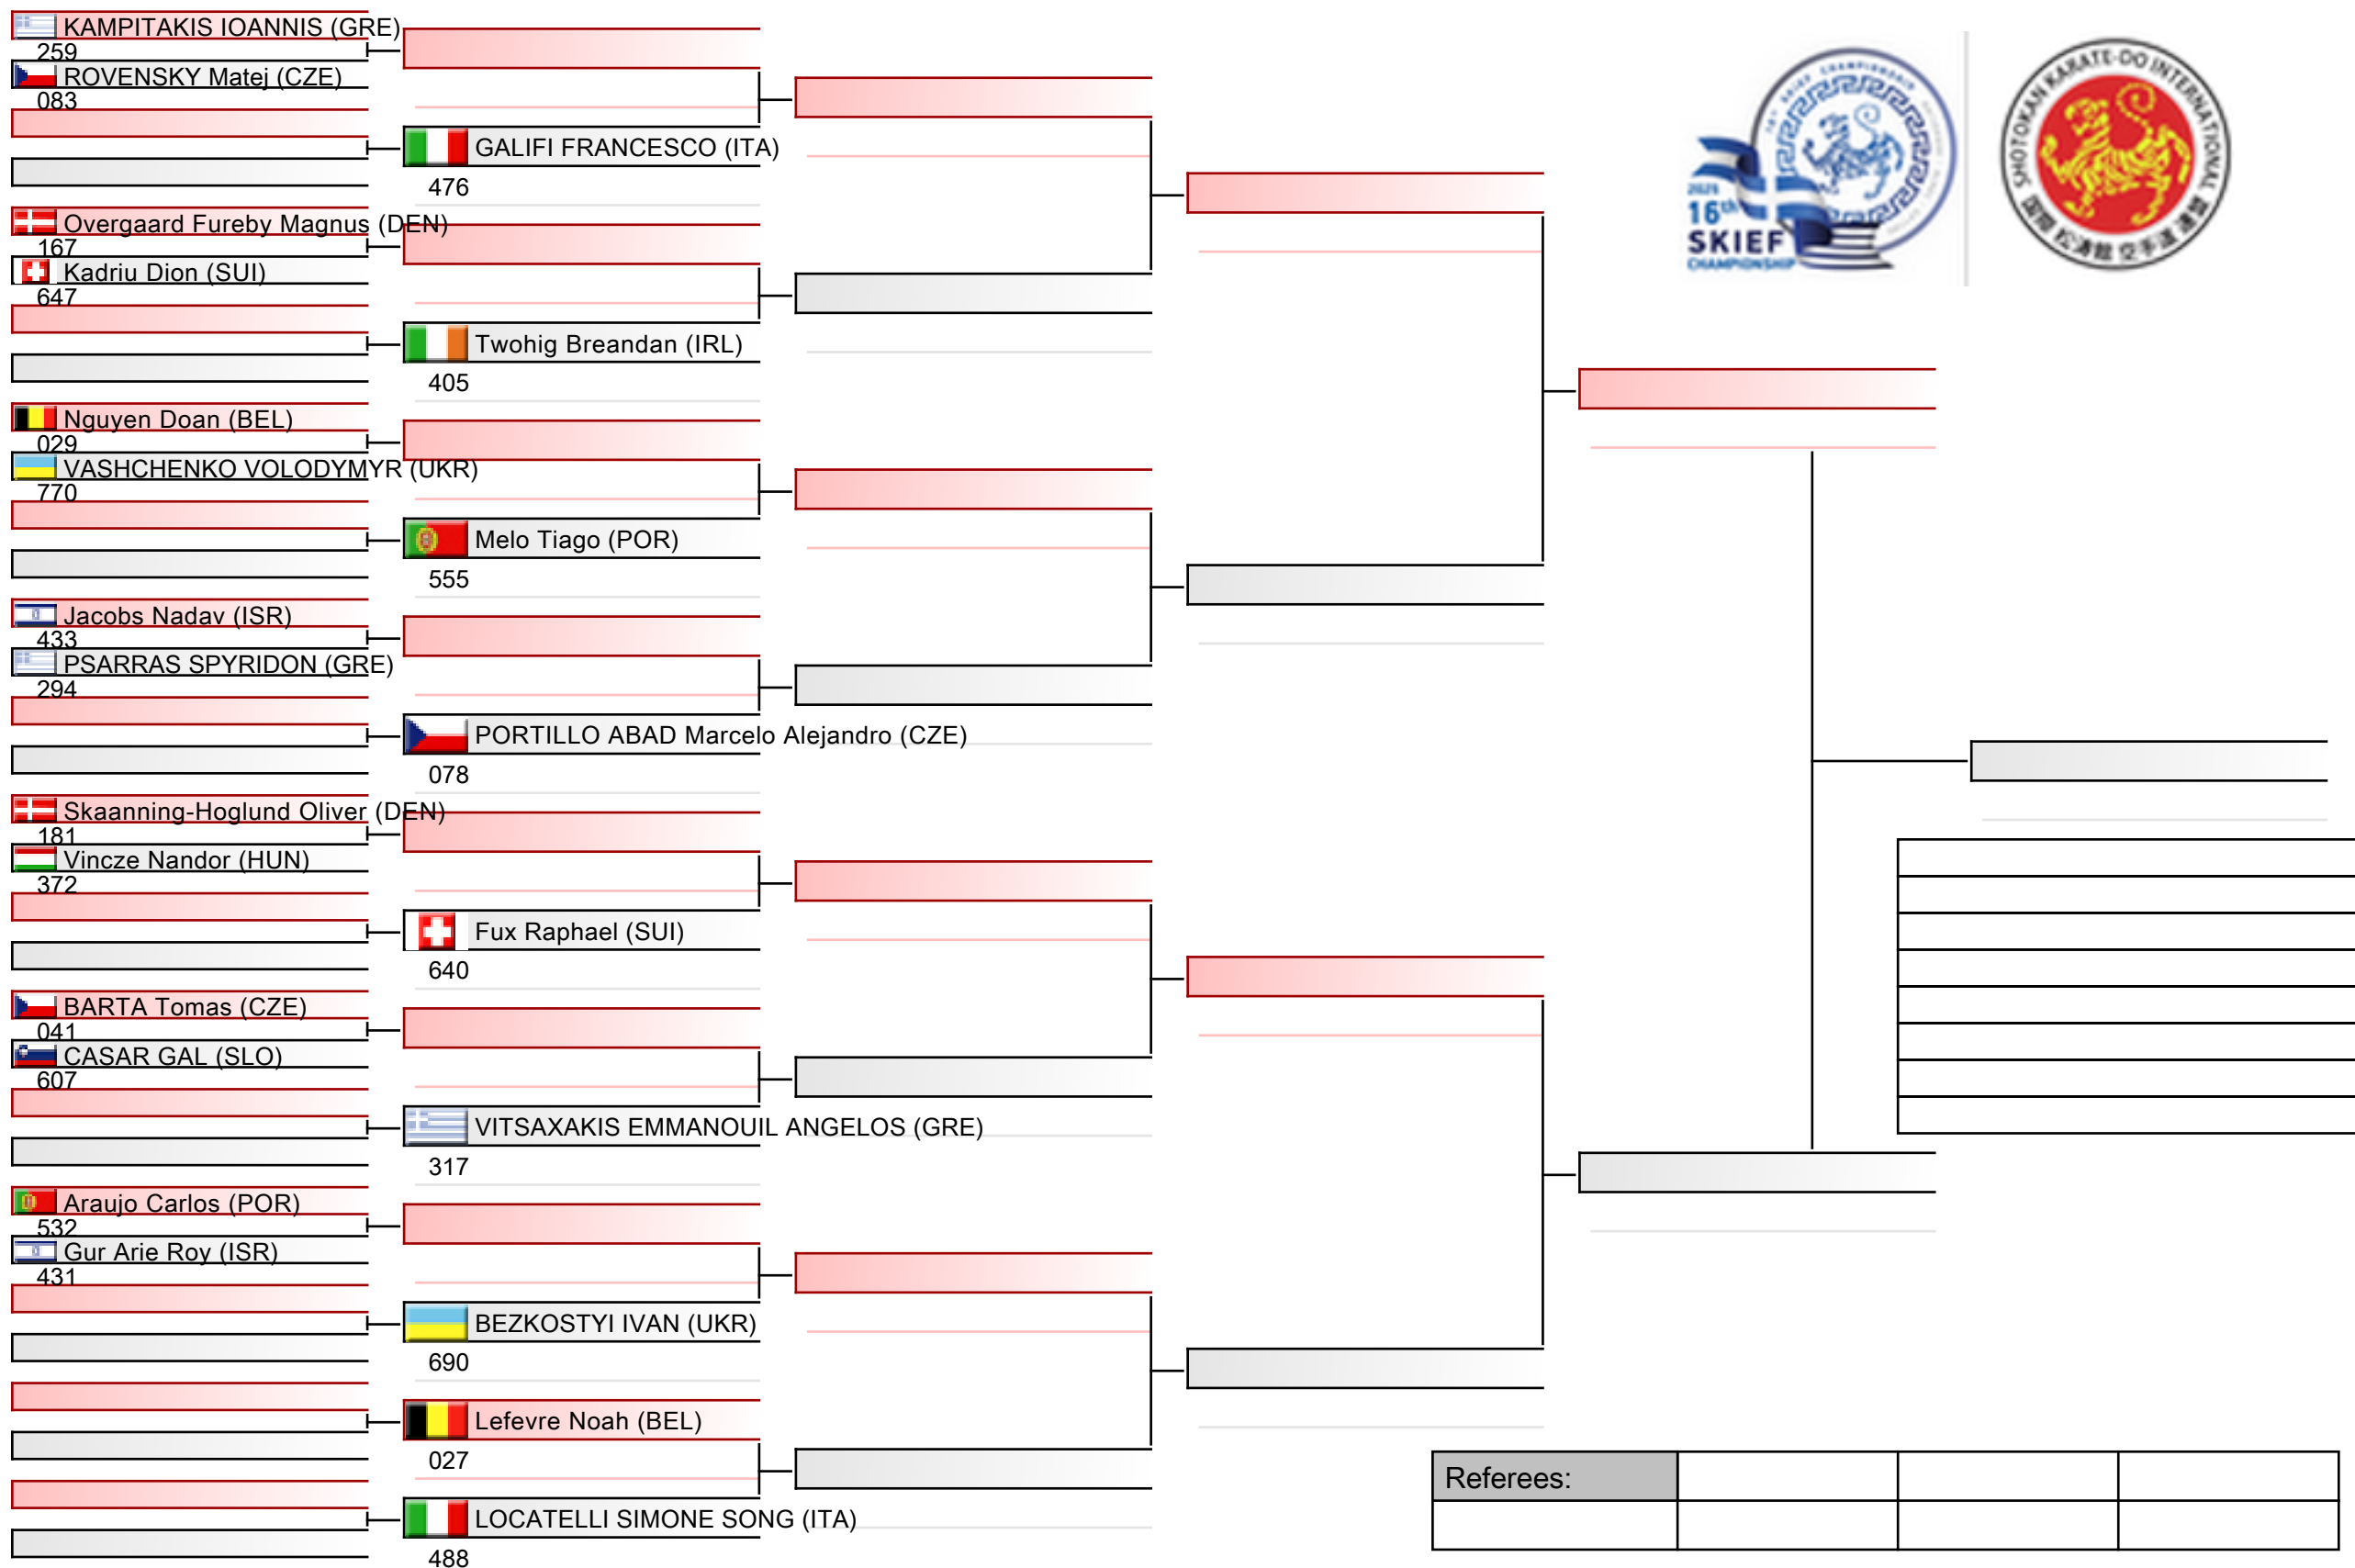 KAMPITAKIS IOANNIS (GRE)
259
ROVENSKY Matej (CZE)
083
GALIFI FRANCESCO (ITA)
476
Overgaard Fureby Magnus (DEN)
167
Kadriu Dion (SUI)
647
Twohig Breandan (IRL)
405
Nguyen Doan (BEL)
029
VASHCHENKO VOLODYMYR (UKR)
770
Melo Tiago (POR)
555
Jacobs Nadav (ISR)
433
PSARRAS SPYRIDON (GRE)
294
PORTILLO ABAD Marcelo Alejandro (CZE)
078
Skaanning-Hoglund Oliver (DEN)
181
Vincze Nandor (HUN)
372
Fux Raphael (SUI)
640
BARTA Tomas (CZE)
041
CASAR GAL (SLO)
607
VITSAXAKIS EMMANOUIL ANGELOS (GRE)
317
Araujo Carlos (POR)
532
Gur Arie Roy (ISR)
431
BEZKOSTYI IVAN (UKR)
690
Lefevre Noah (BEL)
027
LOCATELLI SIMONE SONG (ITA)
488
16th
SKIEF
CHAMPIONSHIP
SHOTOKAN KARATE-DO INTERNATIONAL
Referees: